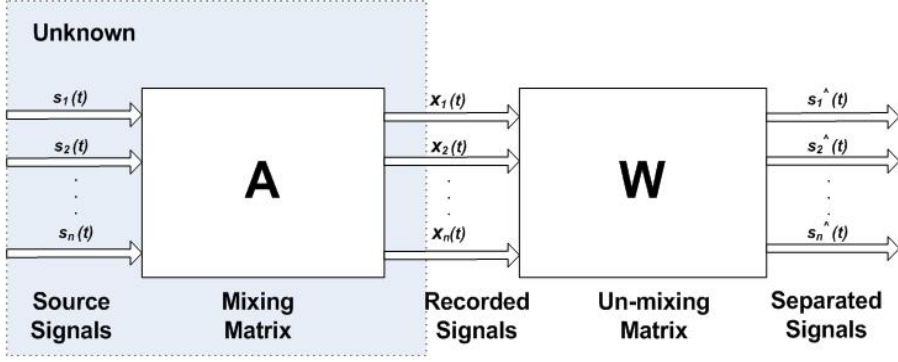 Unknown
s1(t) x1(t) s1^(t)
s2(t) A x2(t) W s2^(t)
. . .
. . .
. . .
sn(t) xn(t) sn^(t)
Source Mixing Recorded Un-mixing Separated
Signals Matrix Signals Matrix Signals